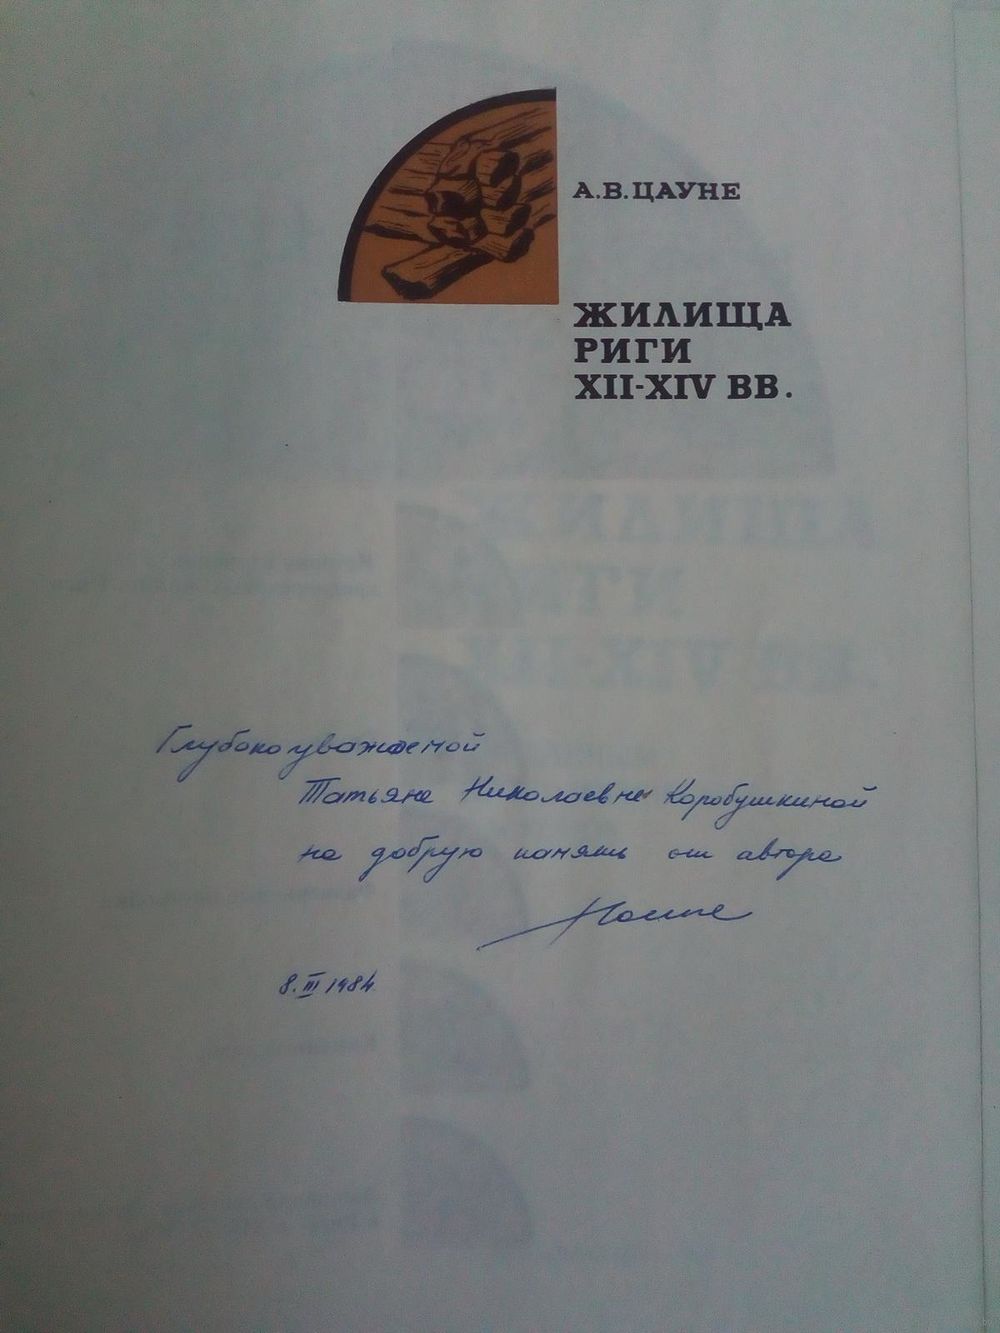 А.В.ЦАУНЕ
ЖИЛИЩА
РИГИ
XII-XIV ВВ.
Глубокоуважаемой
Татьяне Николаевне Коробушкиной
на добрую память от автора
8.III 1984